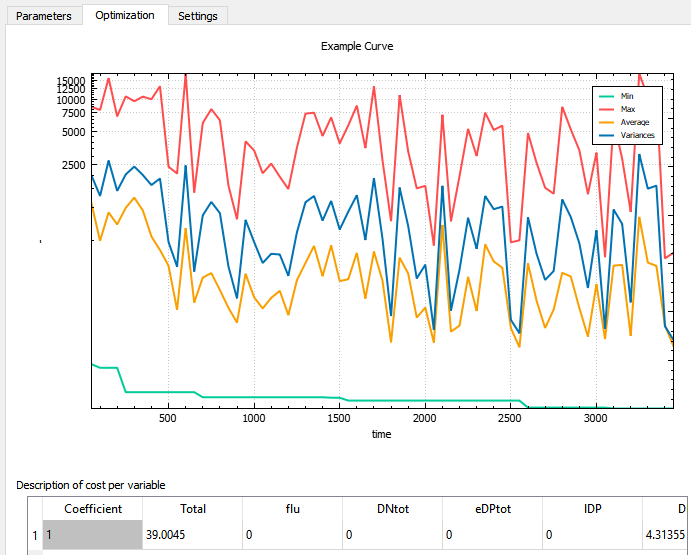 Parameters Optimization Settings
Example Curve
15000
12500
10000
7500
5000
2500
Min
Max
Average
Variances
500 1000 1500 2000 2500 3000
time
Description of cost per variable
Coefficient Total flu DNtot eDPtot IDP
1 1 39.0045 0 0 0 0 4.31355